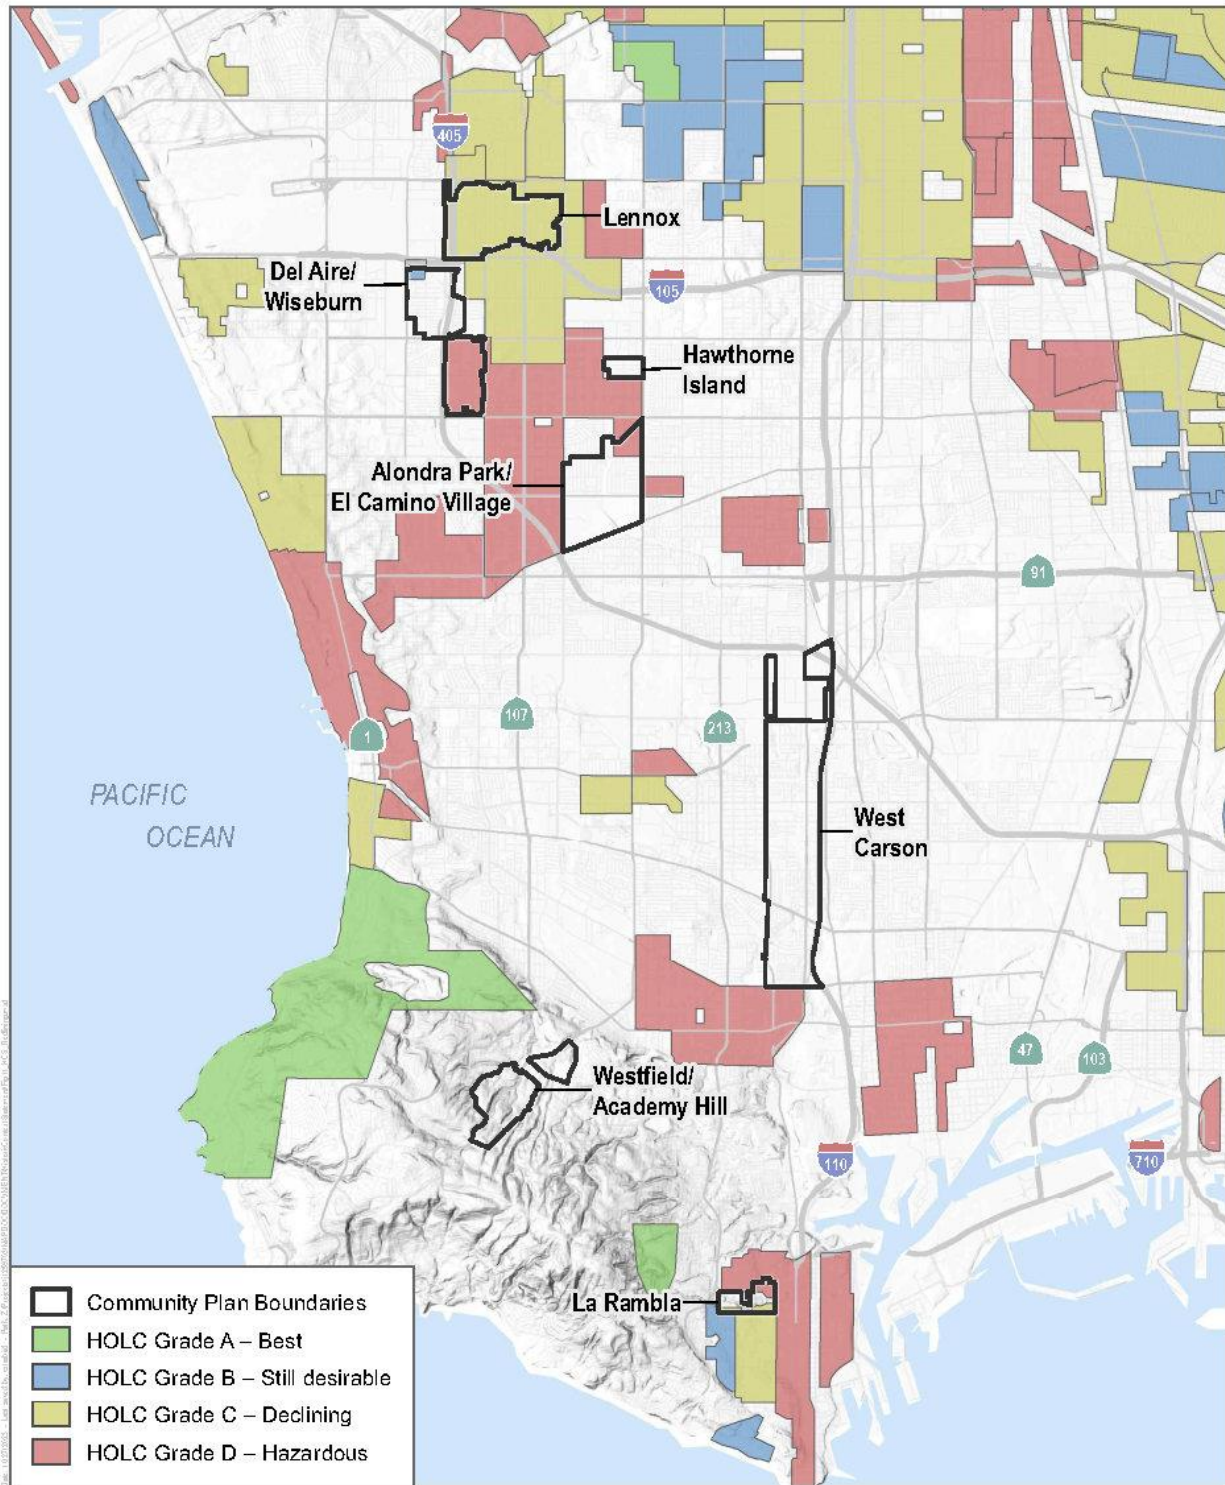 405
Lennox
Del Aire/
Wiseburn
105
Hawthorne
Island
Alondra Park/
El Camino Village
91
107
213
1
PACIFIC
OCEAN
West
Carson
47
103
Westfield/
Academy Hill
110
710
La Rambla
Community Plan Boundaries
HOLC Grade A – Best
HOLC Grade B – Still desirable
HOLC Grade C – Declining
HOLC Grade D – Hazardous